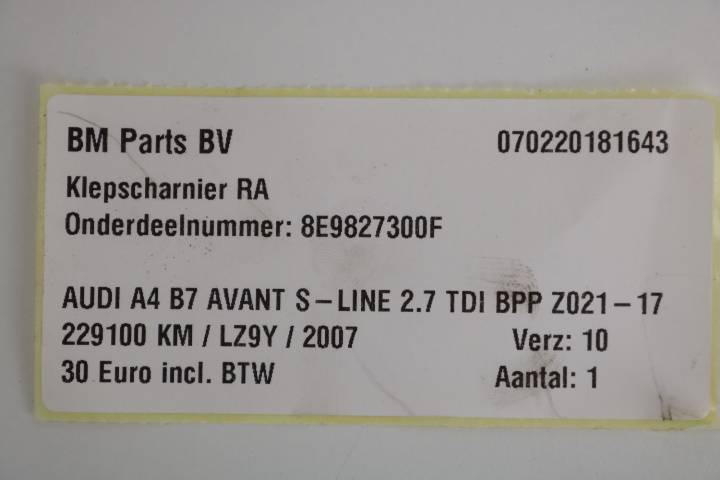 BM Parts BV 070220181643
Klepscharnier RA
Onderdeelnummer: 8E9827300F
AUDI A4 B7 AVANT S-LINE 2.7 TDI BPP Z021-17
229100 KM / LZ9Y / 2007 Verz: 10
30 Euro incl. BTW Aantal: 1